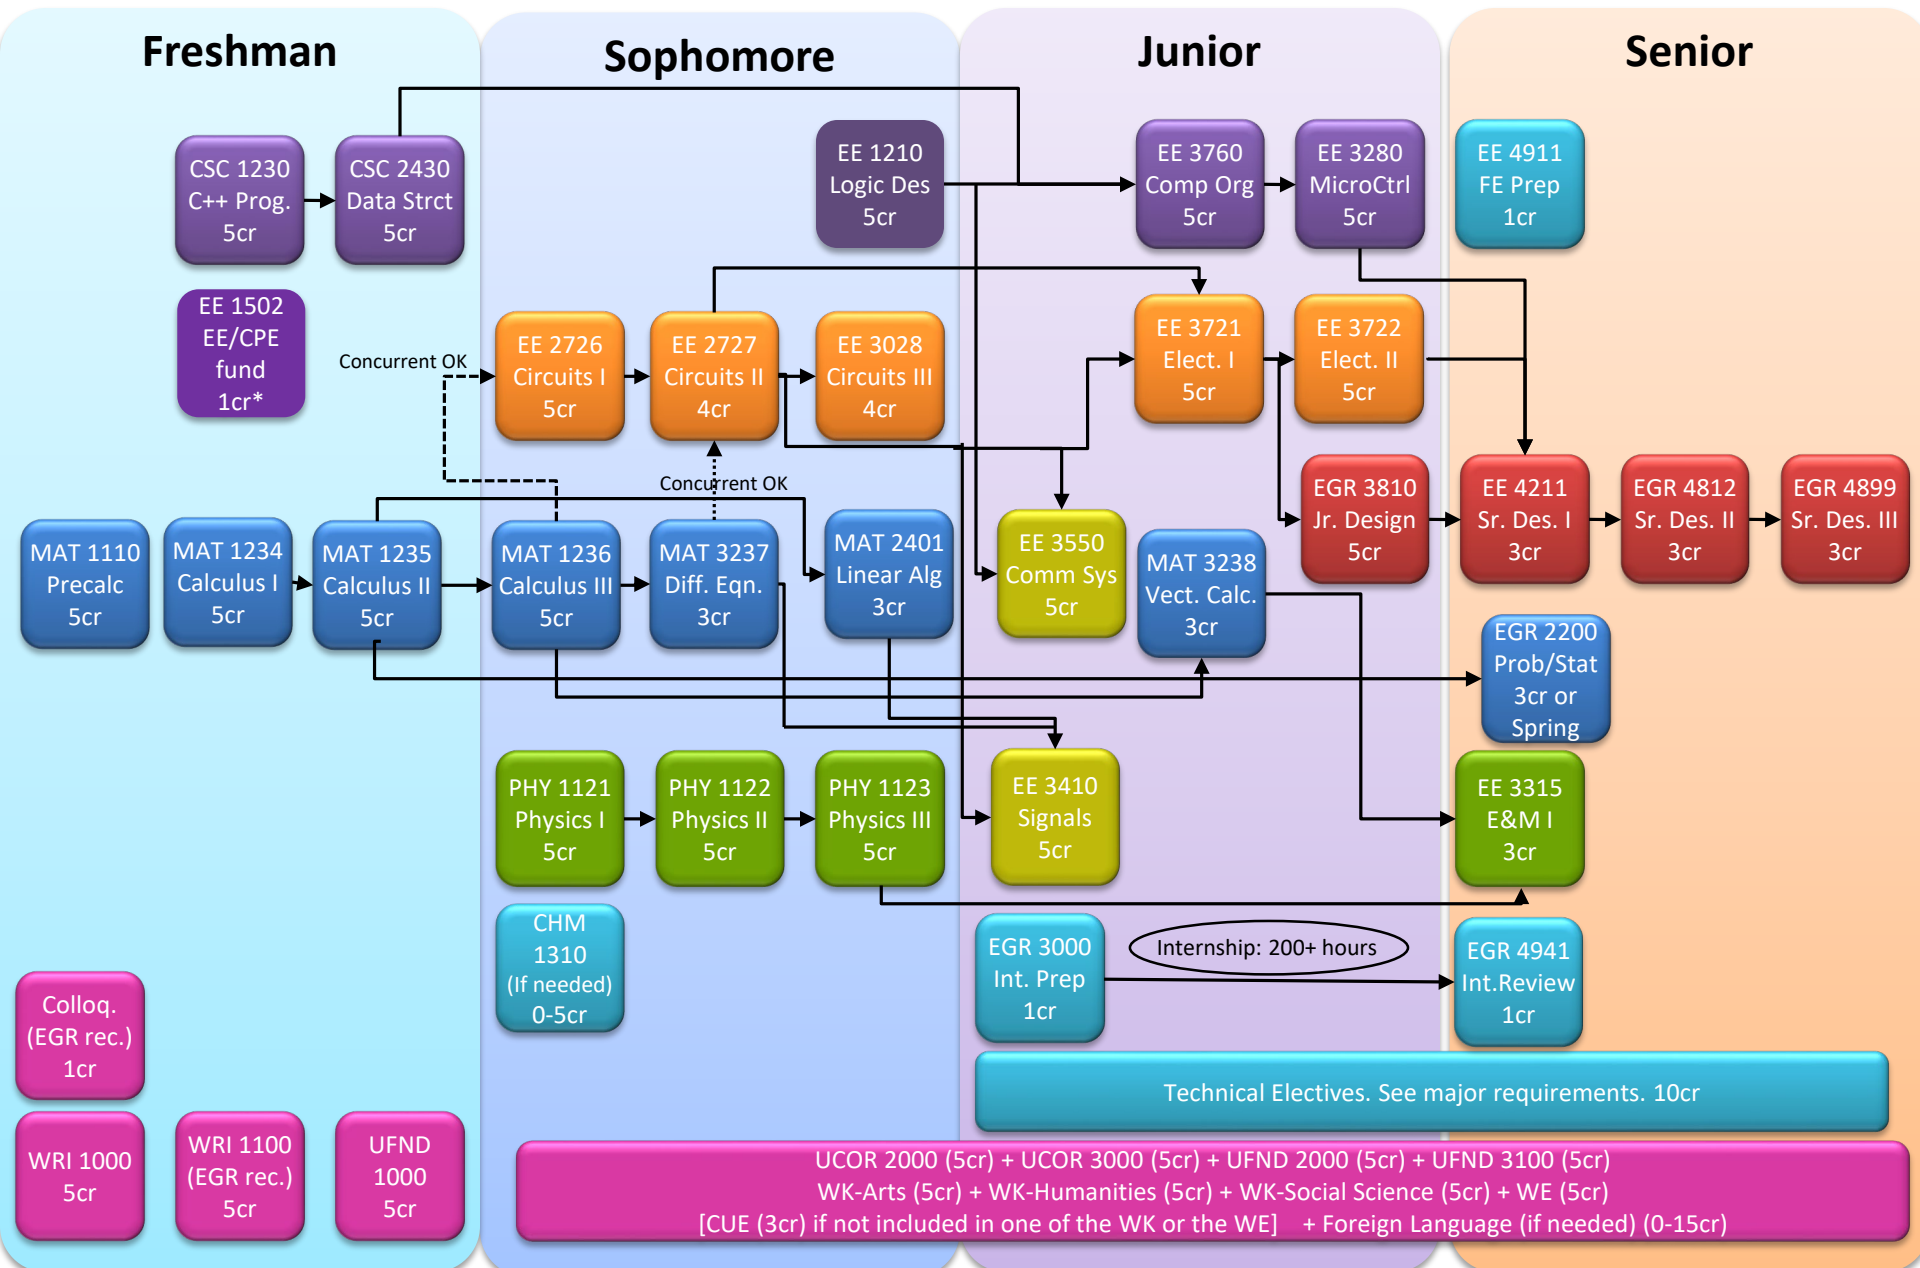 Freshman
Sophomore
Junior
Senior
CSC 1230
C++ Prog.
5cr
CSC 2430
Data Strct
5cr
EE 1210
Logic Des
5cr
EE 3760
Comp Org
5cr
EE 3280
MicroCtrl
5cr
EE 4911
FE Prep
1cr
EE 1502
EE/CPE
fund
1cr*
Concurrent OK
EE 2726
Circuits I
5cr
EE 2727
Circuits II
4cr
EE 3028
Circuits III
4cr
EE 3721
Elect. I
5cr
EE 3722
Elect. II
5cr
Concurrent OK
EGR 3810
Jr. Design
5cr
EE 4211
Sr. Des. I
3cr
EGR 4812
Sr. Des. II
3cr
EGR 4899
Sr. Des. III
3cr
MAT 1110
Precalc
5cr
MAT 1234
Calculus I
5cr
MAT 1235
Calculus II
5cr
MAT 1236
Calculus III
5cr
MAT 3237
Diff. Eqn.
3cr
MAT 2401
Linear Alg
3cr
EE 3550
Comm Sys
5cr
MAT 3238
Vect. Calc.
3cr
EGR 2200
Prob/Stat
3cr or
Spring
PHY 1121
Physics I
5cr
PHY 1122
Physics II
5cr
PHY 1123
Physics III
5cr
EE 3410
Signals
5cr
EE 3315
E&M I
3cr
CHM
1310
(If needed)
0-5cr
EGR 3000
Int. Prep
1cr
Internship: 200+ hours
EGR 4941
Int.Review
1cr
Colloq.
(EGR rec.)
1cr
Technical Electives. See major requirements. 10cr
WRI 1000
5cr
WRI 1100
(EGR rec.)
5cr
UFND
1000
5cr
UCOR 2000 (5cr) + UCOR 3000 (5cr) + UFND 2000 (5cr) + UFND 3100 (5cr)
WK-Arts (5cr) + WK-Humanities (5cr) + WK-Social Science (5cr) + WE (5cr)
[CUE (3cr) if not included in one of the WK or the WE] + Foreign Language (if needed) (0-15cr)